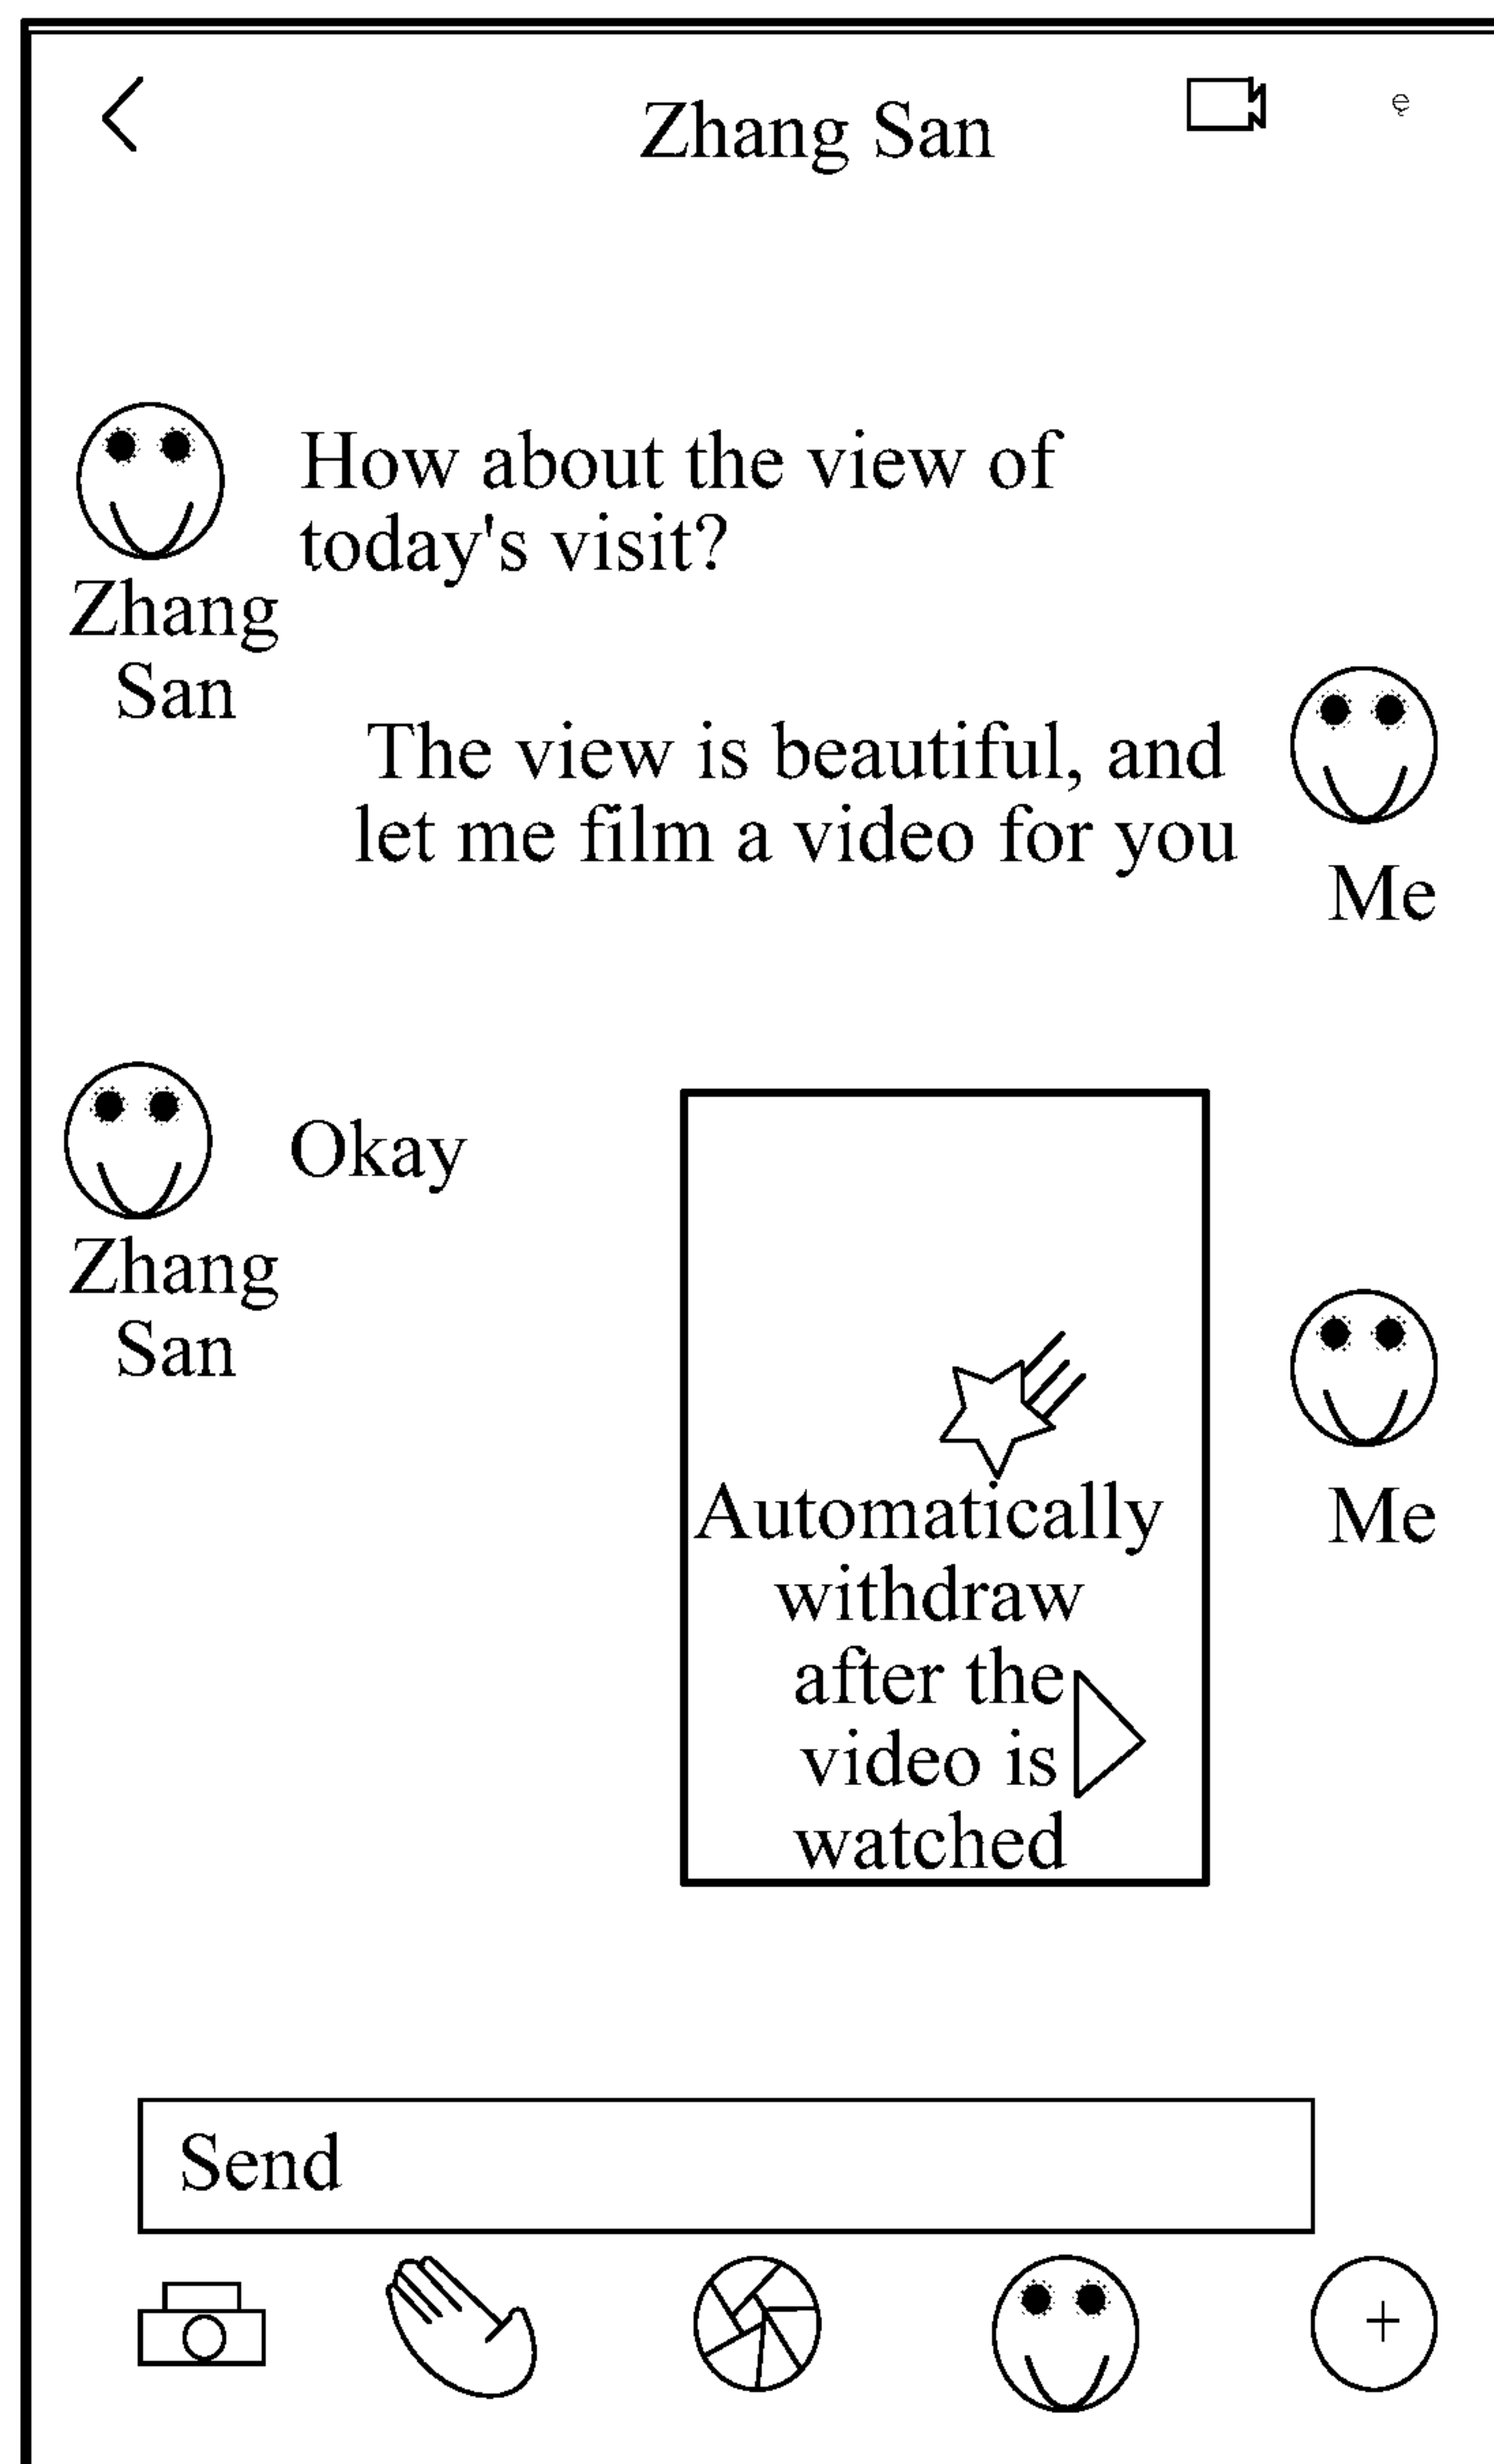 Zhang San
How about the view of
today's visit?
Zhang
San
The view is beautiful, and
let me film a video for you
Me
Okay
Zhang
San
Automatically
withdraw
after the
video is
watched
Me
Send